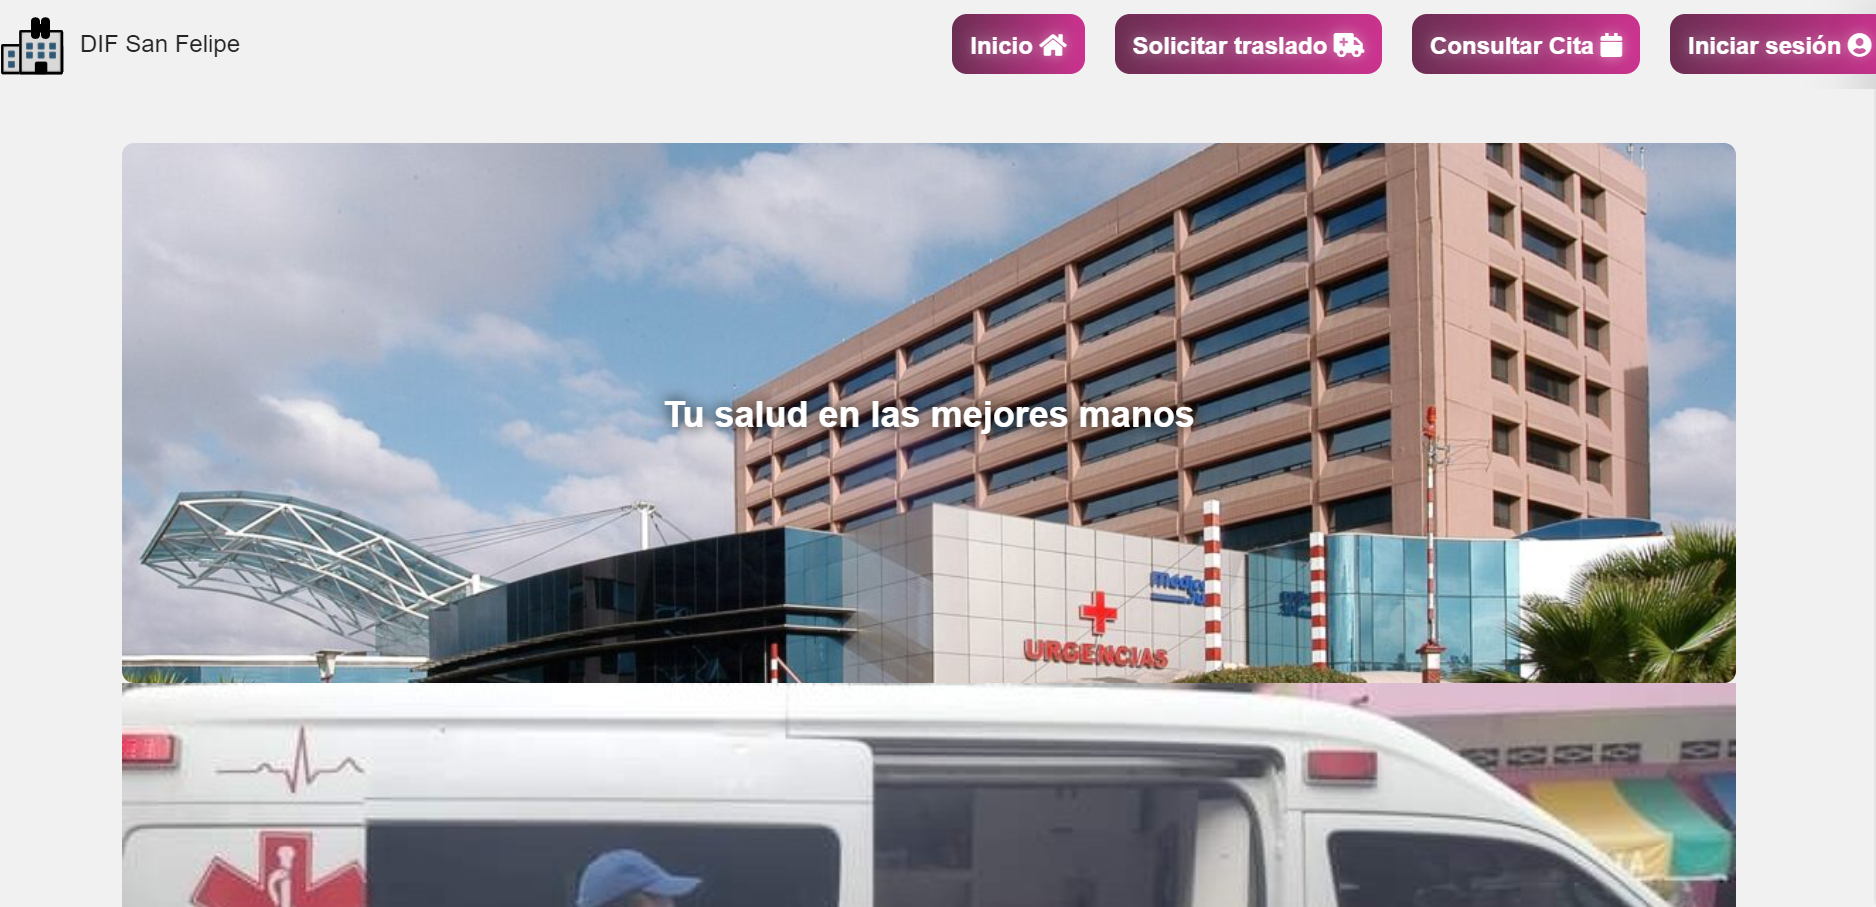 DIF San Felipe
Inicio
Solicitar traslado
Consultar Cita
Iniciar sesión
Tu salud en las mejores manos
URGENCIAS